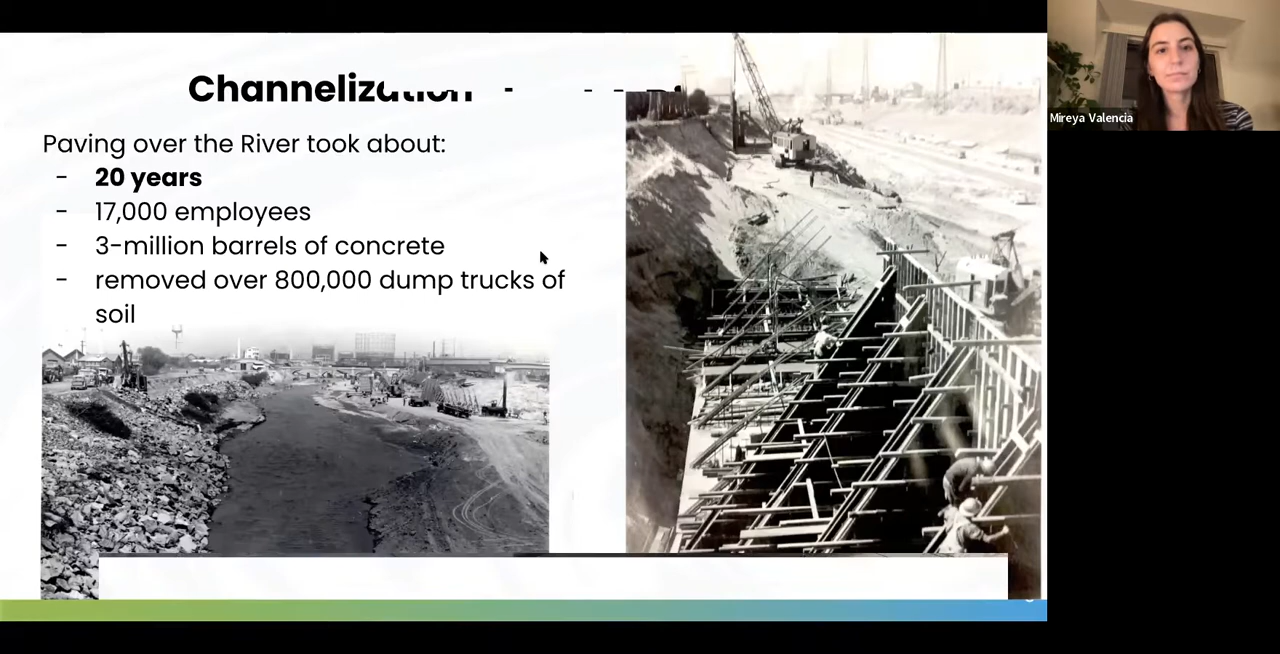 Channelization
Paving over the River took about:
- 20 years
- 17,000 employees
- 3-million barrels of concrete
- removed over 800,000 dump trucks of
soil
Mireya Valencia